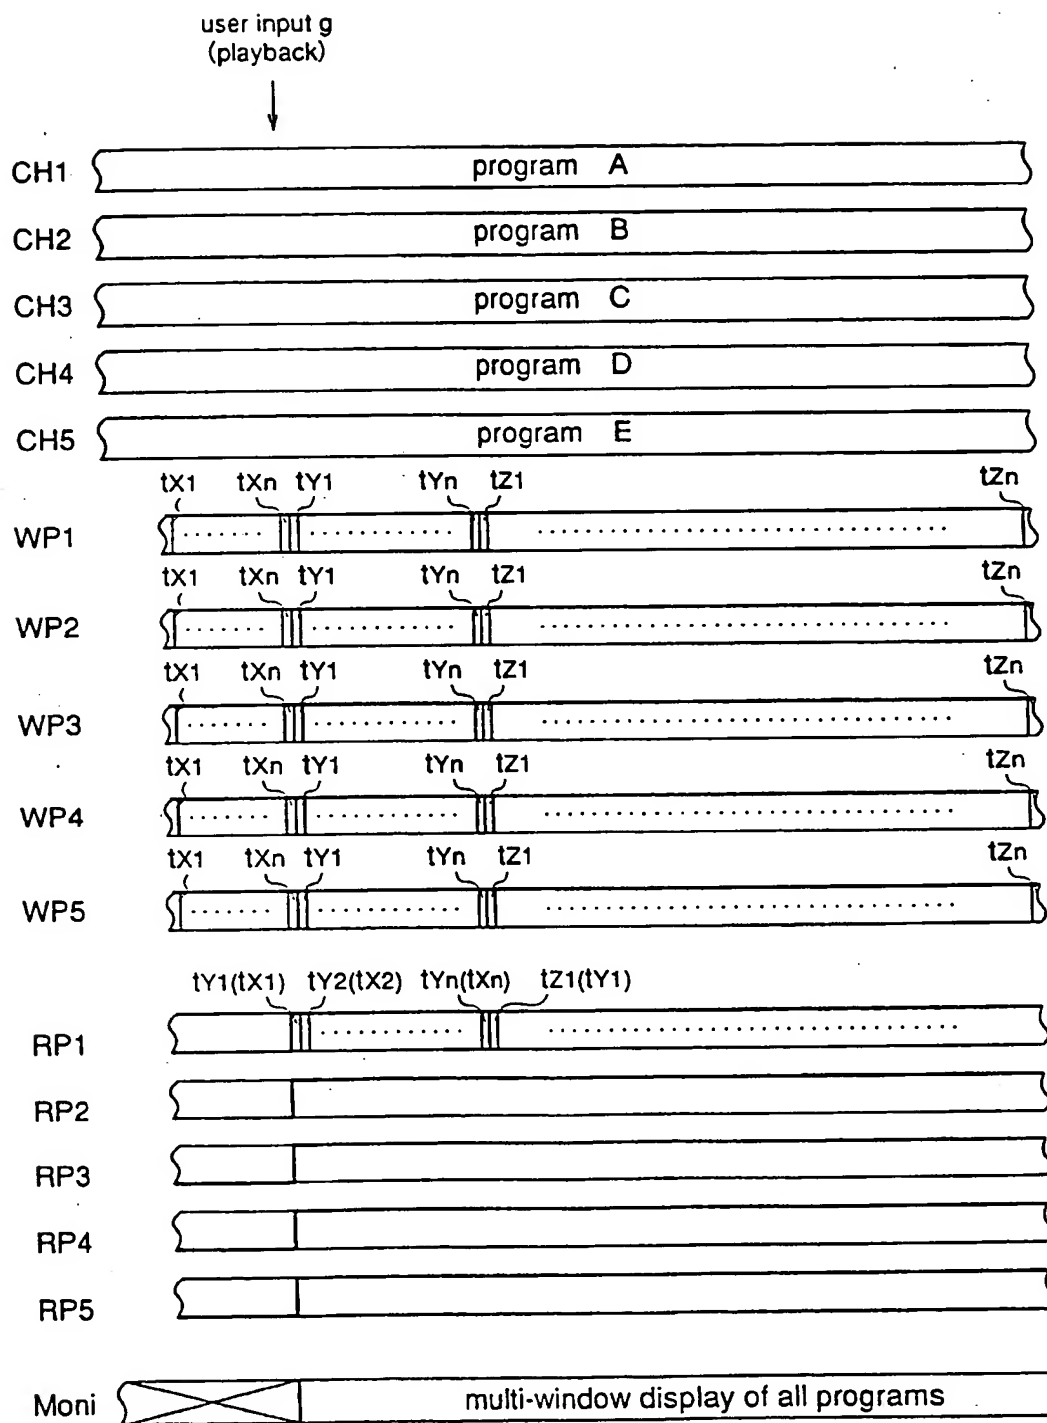 user input g
(playback)
CH1 program A
CH2 program B
CH3 program C
CH4 program D
CH5 program E
tX1 tXn tY1 tYn tZ1 tZn
WP1
tX1 tXn tY1 tYn tZ1 tZn
WP2
tX1 tXn tY1 tYn tZ1 tZn
WP3
tX1 tXn tY1 tYn tZ1 tZn
WP4
tX1 tXn tY1 tYn tZ1 tZn
WP5
tY1(tX1) tY2(tX2) tYn(tXn) tZ1(tY1)
RP1
RP2
RP3
RP4
RP5
Moni multi-window display of all programs